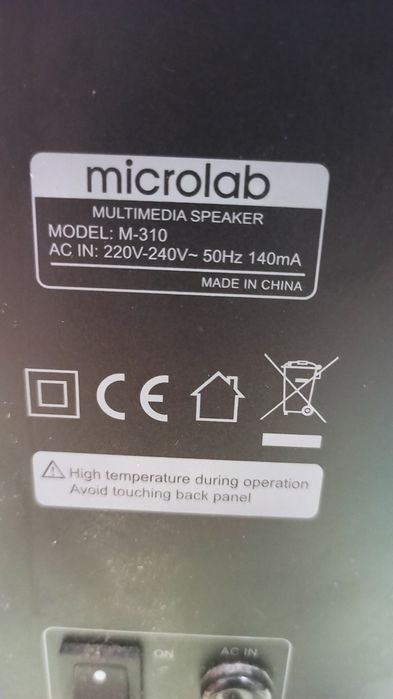 microlab
MULTIMEDIA SPEAKER
MODEL: M-310
AC IN: 220V-240V~ 50Hz 140mA
MADE IN CHINA
CE
High temperature during operation
Avoid touching back panel
ON AC IN